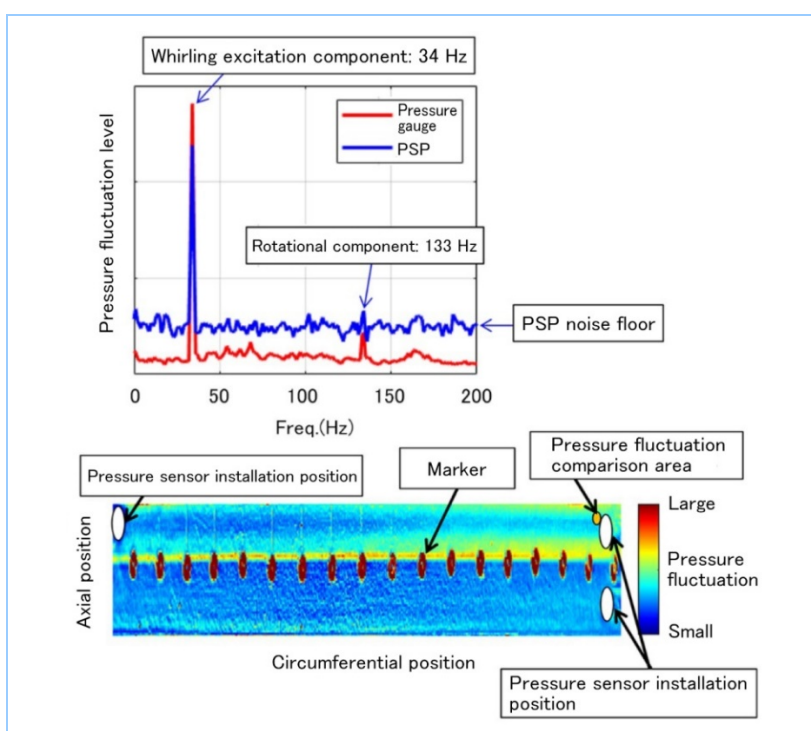 Whirling excitation component: 34 Hz
Pressure fluctuation level
Pressure
gauge
PSP
Rotational component: 133 Hz
PSP noise floor
0 50 100 150 200
Freq.(Hz)
Pressure sensor installation position
Marker
Pressure fluctuation
comparison area
Axial position
Large
Pressure
fluctuation
Small
Circumferential position
Pressure sensor installation
position